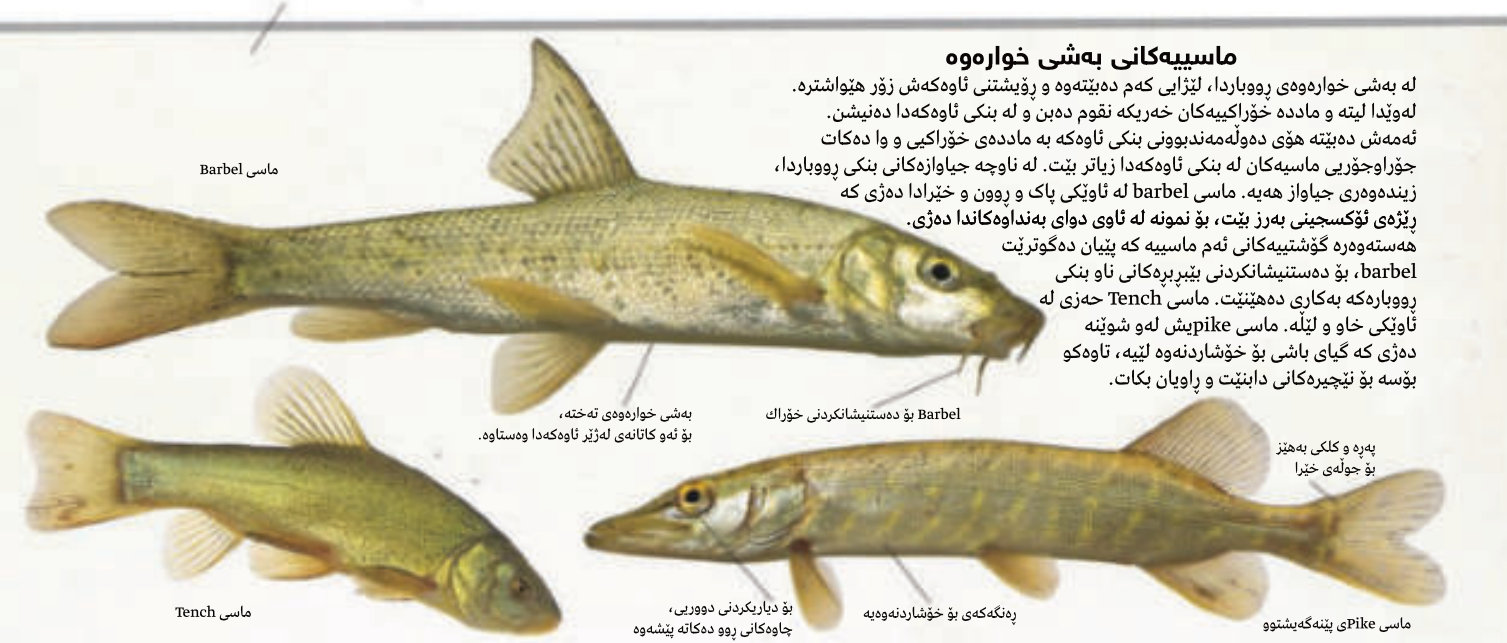 ماسییەکانی بەشی خوارەوە
لە بەشی خوارەوەی ڕووباردا، لێژایی کەم دەبێتەوە و ڕۆیشتنی ئاوەکەش زۆر هێواشترە.
لەوێدا لیتە و ماددە خۆراکییەکان خەریکە نقوم دەبن و لە بنکی ئاوەکەدا دەنیشن.
ئەمەش دەبێتە هۆی دەوڵەمەندبوونی بنکی ئاوەکە بە ماددەی خۆراکیی و وا دەکات
جۆراوجۆریی ماسیەکان لە بنکی ئاوەکەدا زیاتر بێت. لە ناوچە جیاوازەکانی بنکی ڕووباردا،
زیندەوەری جیاواز هەیە. ماسی barbel لە ئاوێکی پاک و ڕوون و خێرادا دەژی کە
ڕێژەی ئۆکسجینی بەرز بێت، بۆ نمونە لە ئاوی دوای بەنداوەکاندا دەژی.
هەستەوەرە گۆشتییەکانی ئەم ماسییە کە پێیان دەگوترێت
barbel، بۆ دەستنیشانکردنی بێبڕبڕەکانی ناو بنکی
ڕووبارەکە بەکاری دەهێنێت. ماسی Tench حەزی لە
ئاوێکی خاو و لێڵە. ماسی pikeیش لەو شوێنە
دەژی کە گیای باشی بۆ خۆشاردنەوە لێیە، تاوەکو
بۆسە بۆ نێچیرەکانی دابنێت و ڕاویان بکات.
ماسی Barbel
بەشی خوارەوەی تەختە،
بۆ ئەو کاتانەی لەژێر ئاوەکەدا وەستاوە.
Barbel بۆ دەستنیشانکردنی خۆراك
پەڕە و کلکی بەهێز
بۆ جوڵەی خێرا
ماسی Tench
بۆ دیاریکردنی دووریی،
چاوەکانی ڕوو دەکاتە پێشەوە
ڕەنگەکەی بۆ خۆشاردنەوەیە
ماسی Pikeی پێنەگەیشتوو